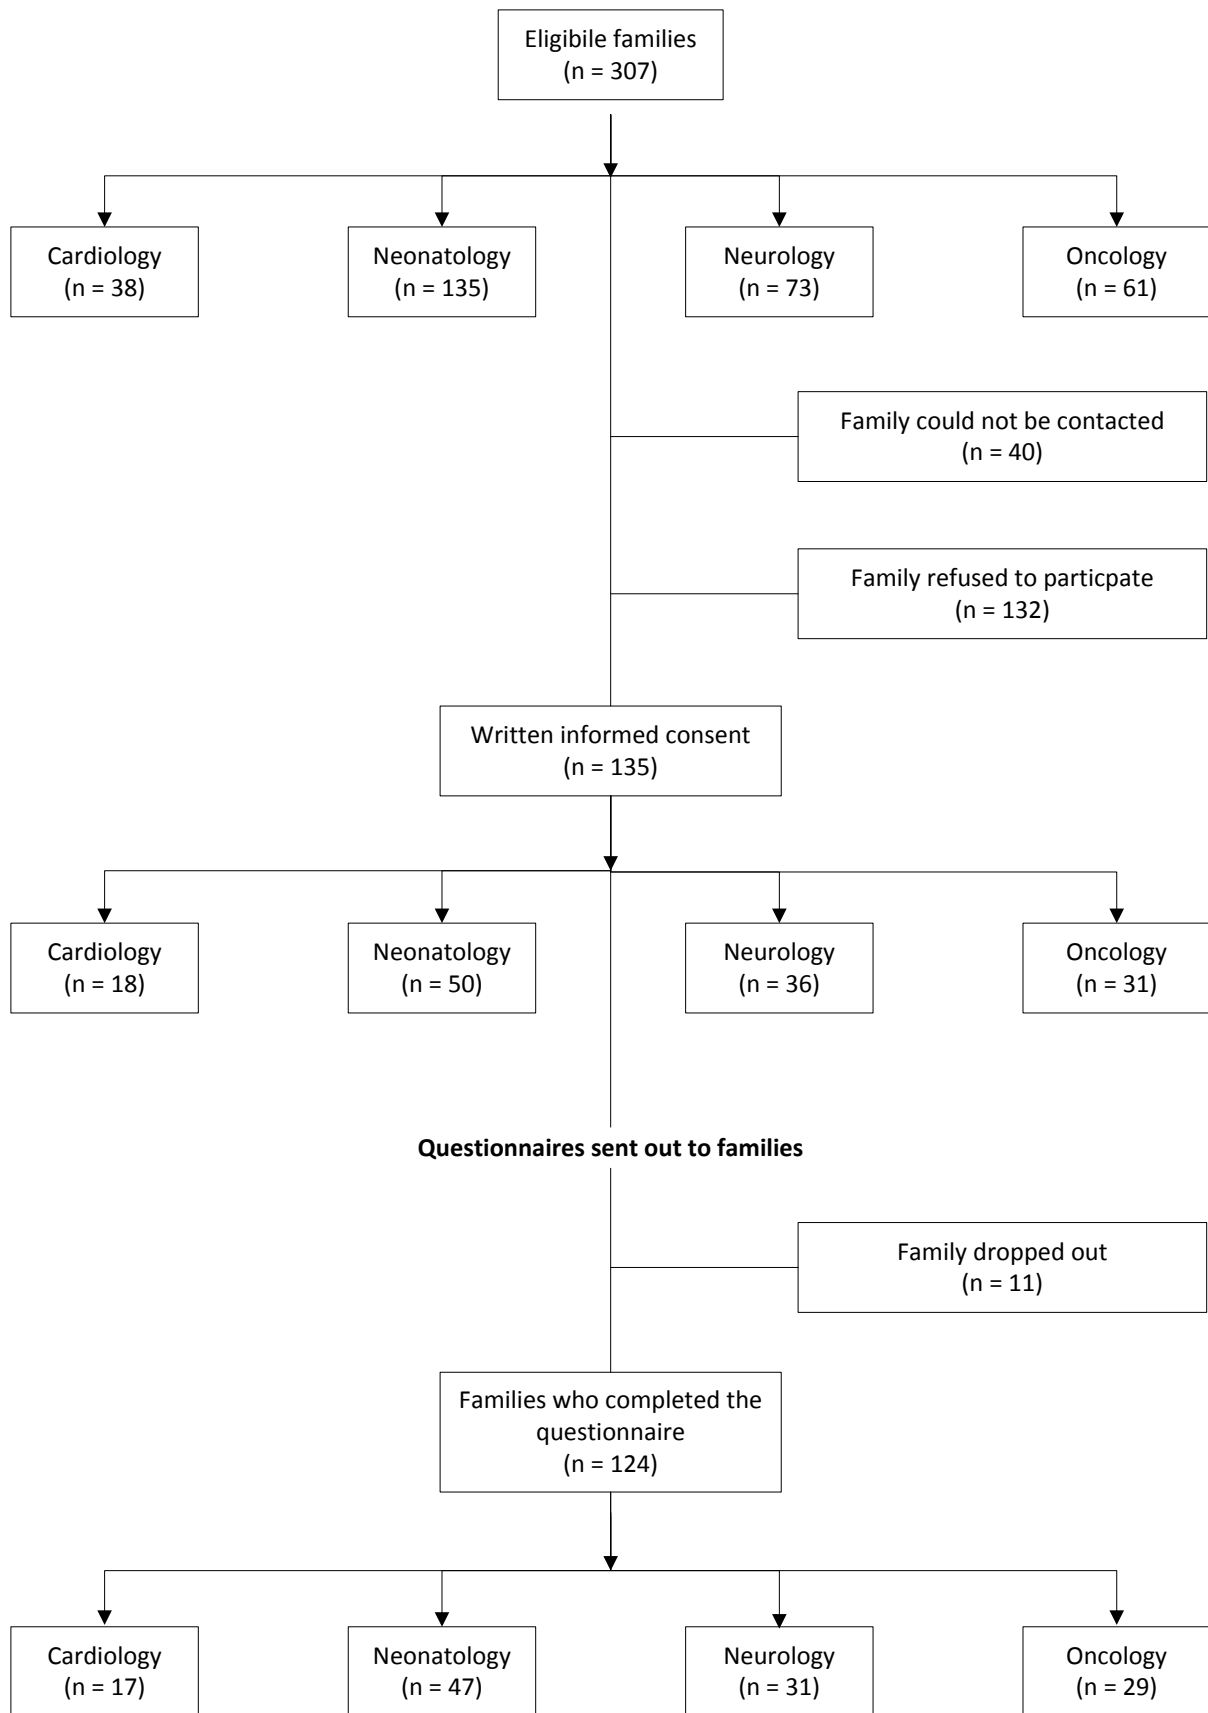 Eligibile families
(n = 307)
Cardiology
(n = 38)
Neonatology
(n = 135)
Neurology
(n = 73)
Oncology
(n = 61)
Family could not be contacted
(n = 40)
Family refused to particpate
(n = 132)
Written informed consent
(n = 135)
Cardiology
(n = 18)
Neonatology
(n = 50)
Neurology
(n = 36)
Oncology
(n = 31)
Questionnaires sent out to families
Family dropped out
(n = 11)
Families who completed the
questionnaire
(n = 124)
Cardiology
(n = 17)
Neonatology
(n = 47)
Neurology
(n = 31)
Oncology
(n = 29)